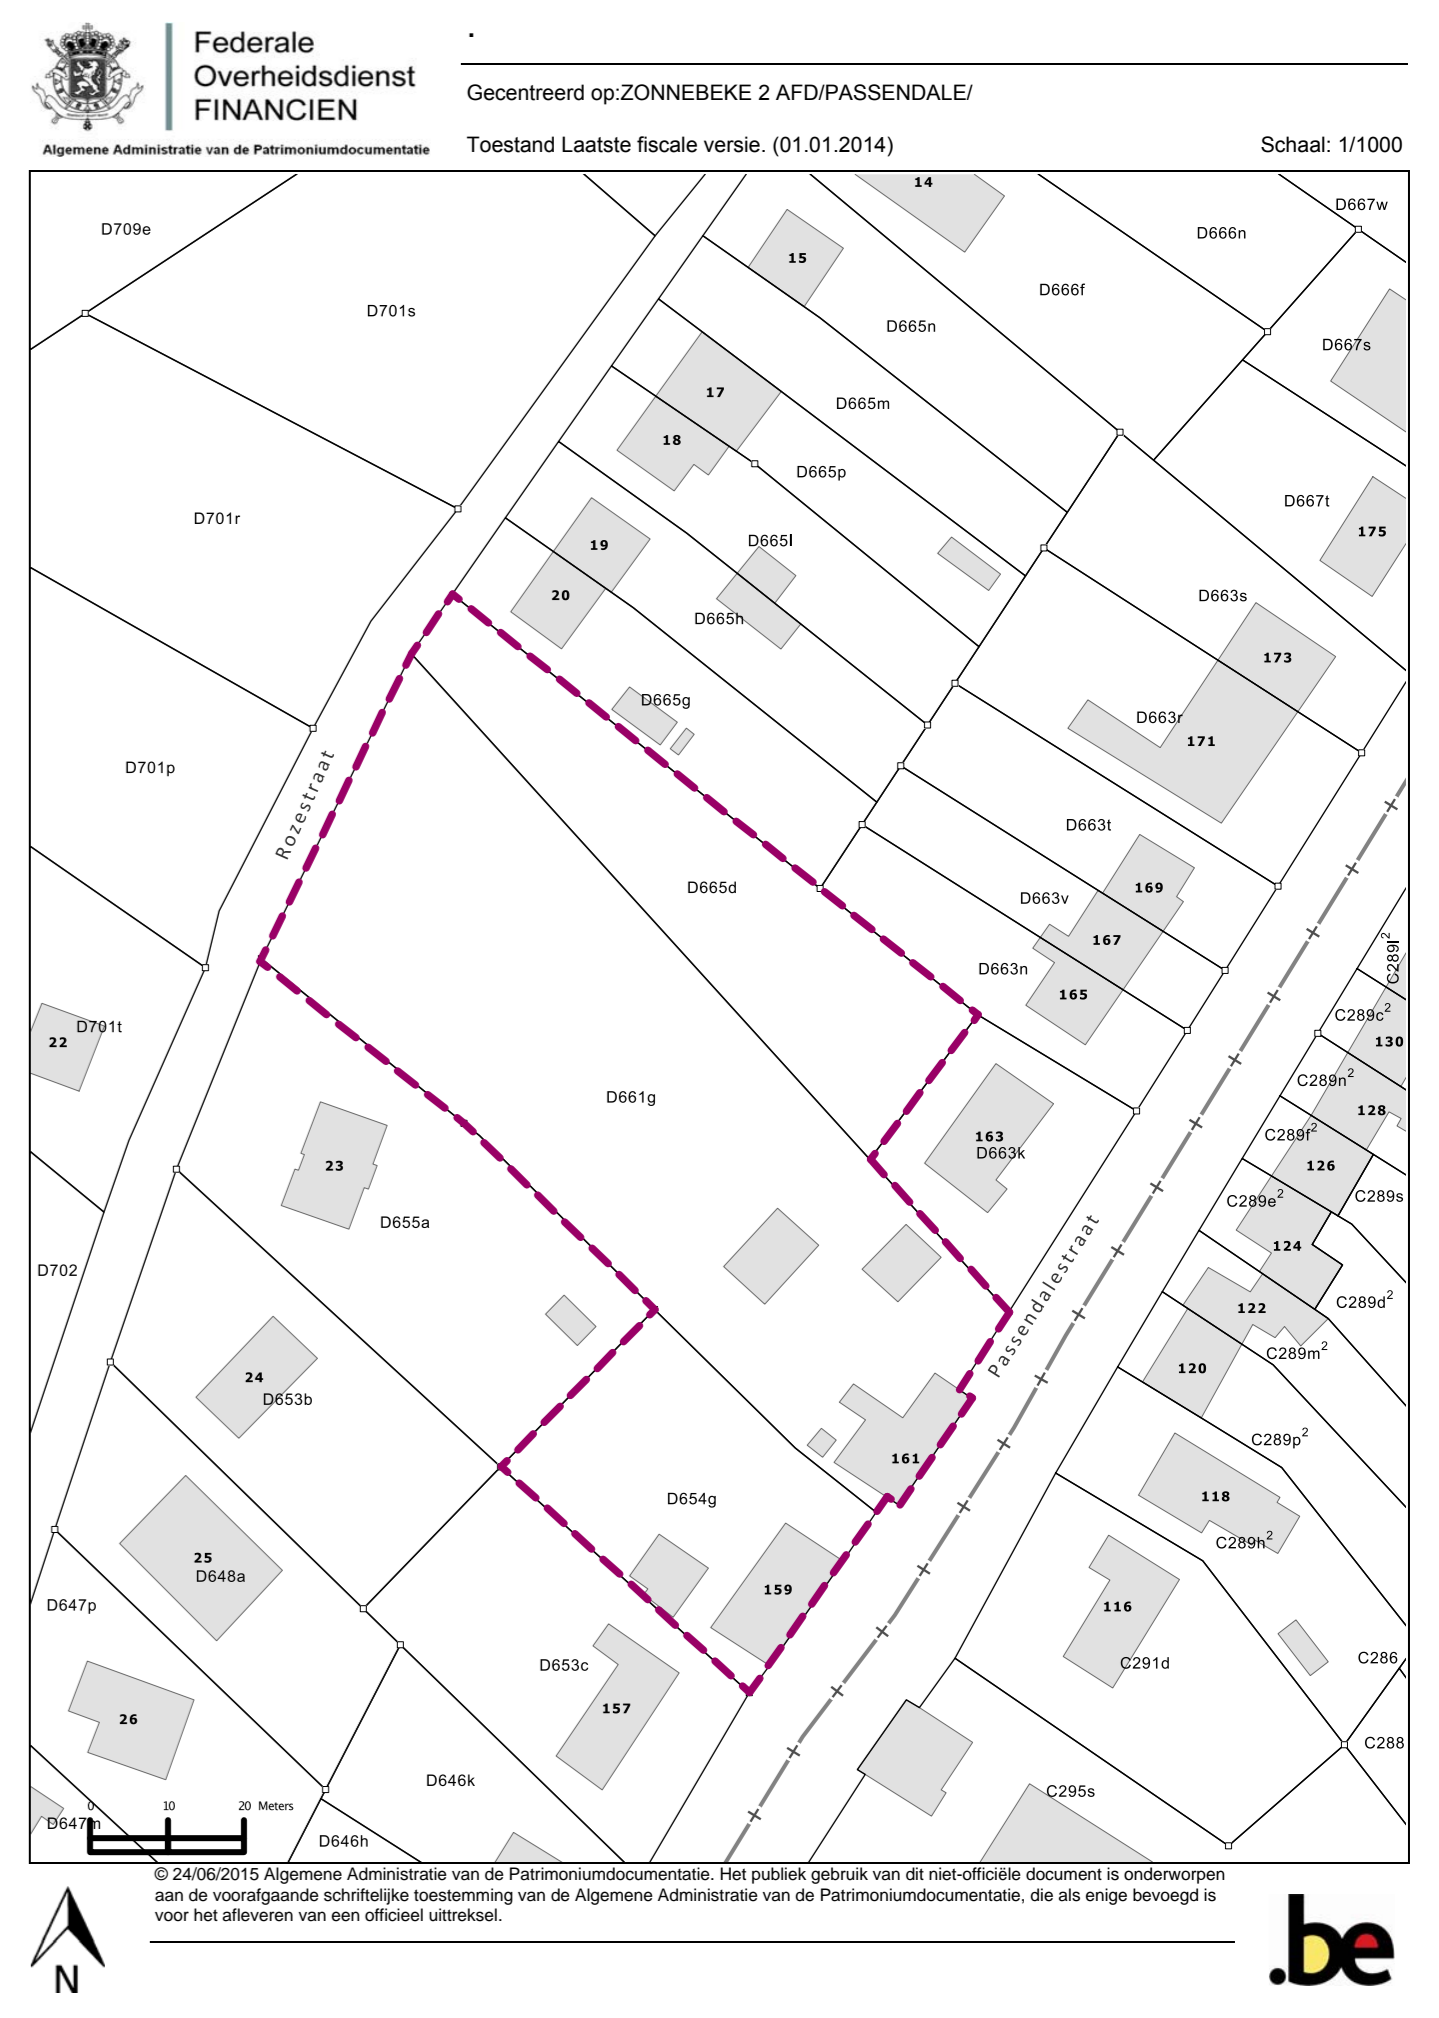 Federale
Overheidsdienst
FINANCIEN
Algemene Administratie van de Patrimoniumdocumentatie
.
Gecentreerd op:ZONNEBEKE 2 AFD/PASSENDALE/
Toestand Laatste fiscale versie. (01.01.2014)
Schaal: 1/1000
14
D667w
D709e
D666n
15
D666f
D701s
D665n
D667s
17
D665m
18
D665p
D667t
D701r
175
D665l
19
20
D663s
D665h
173
D665g
D663r
171
D701p
Rozestraat
D663t
D665d
169
D663v
167
C289l²
D663n
165
C289c²
D701t
22
130
C289n²
D661g
128
C289f²
163
D663k
23
126
C289s
C289e²
D655a
Passendalestraat
124
D702
C289d²
122
C289m²
120
24
D653b
C289p²
161
D654g
118
C289h²
25
D648a
159
D647p
116
C286
D653c
C291d
157
26
C288
D646k
C295s
0 10 20 Meters
D647m
D646h
© 24/06/2015 Algemene Administratie van de Patrimoniumdocumentatie. Het publiek gebruik van dit niet-officiële document is onderworpen
aan de voorafgaande schriftelijke toestemming van de Algemene Administratie van de Patrimoniumdocumentatie, die als enige bevoegd is
voor het afleveren van een officieel uittreksel.
N
.be